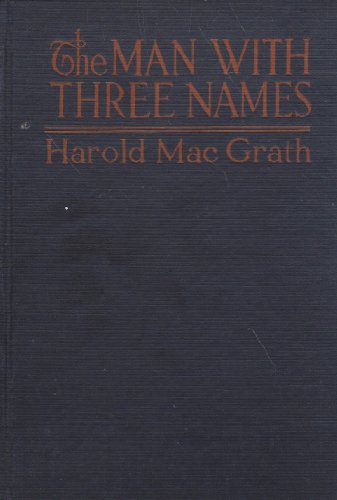 The MAN WITH
THREE NAMES
Harold Mac Grath